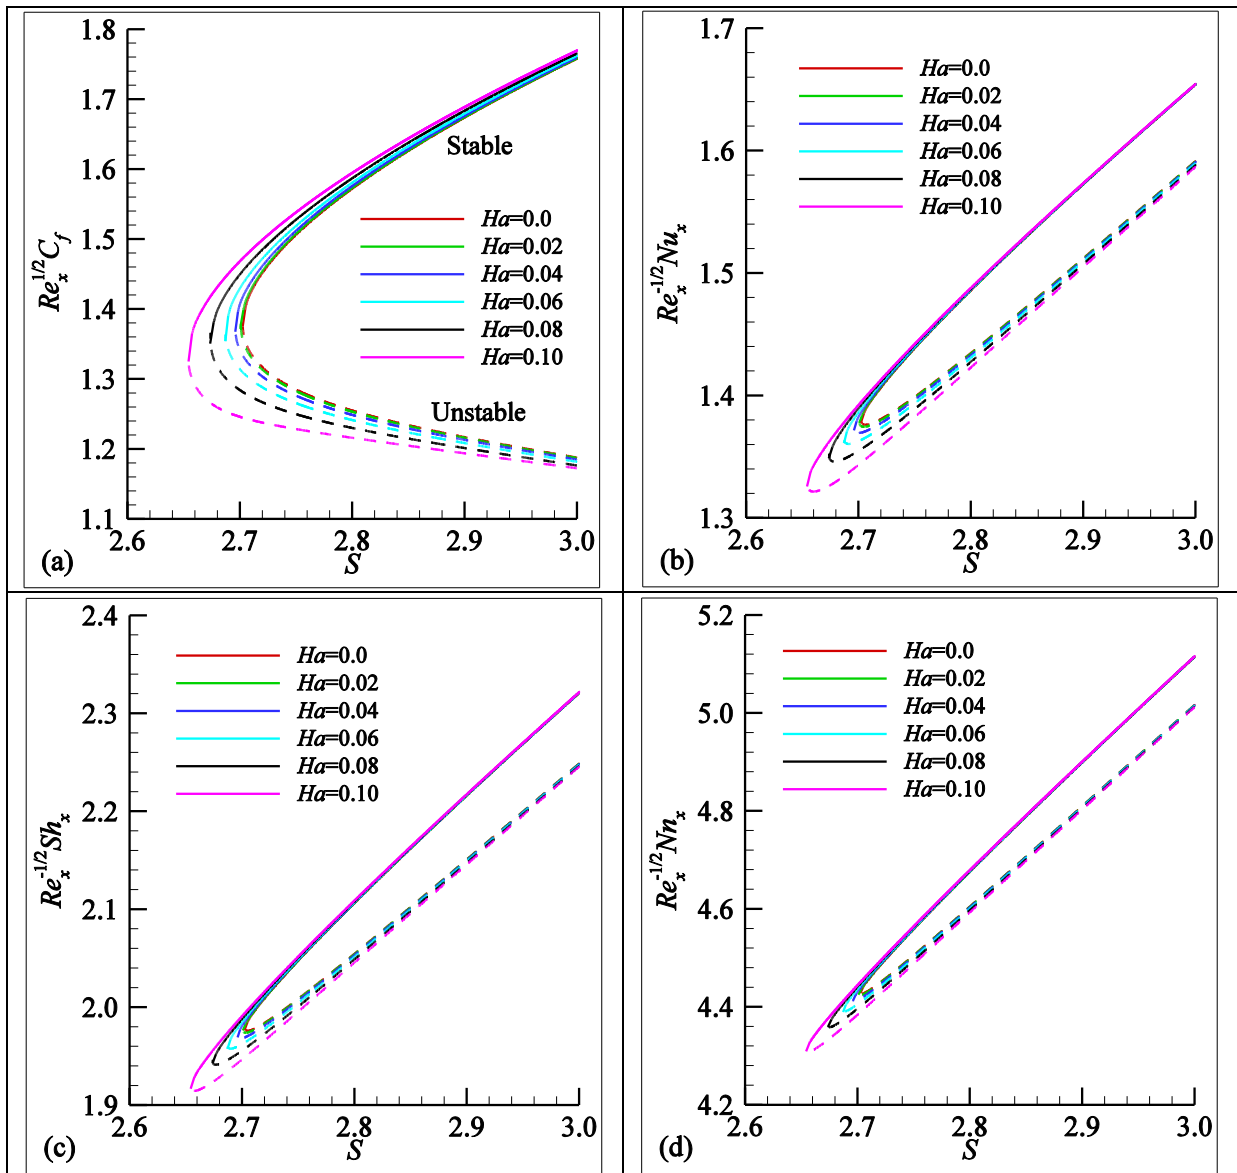 1.8
1.7
1.6
1.5
1.4
1.3
1.2
1.1
2.6 2.7 2.8 2.9 3.0
Re_x^{1/2}C_f
S
Stable
Unstable
Ha=0.0
Ha=0.02
Ha=0.04
Ha=0.06
Ha=0.08
Ha=0.10
(a)
1.7
1.6
1.5
1.4
1.3
2.6 2.7 2.8 2.9 3.0
Re_x^{-1/2}Nu_x
S
Ha=0.0
Ha=0.02
Ha=0.04
Ha=0.06
Ha=0.08
Ha=0.10
(b)
2.4
2.3
2.2
2.1
2.0
1.9
2.6 2.7 2.8 2.9 3.0
Re_x^{-1/2}Sh_x
S
Ha=0.0
Ha=0.02
Ha=0.04
Ha=0.06
Ha=0.08
Ha=0.10
(c)
5.2
5.0
4.8
4.6
4.4
4.2
2.6 2.7 2.8 2.9 3.0
Re_x^{-1/2}Nn_x
S
Ha=0.0
Ha=0.02
Ha=0.04
Ha=0.06
Ha=0.08
Ha=0.10
(d)